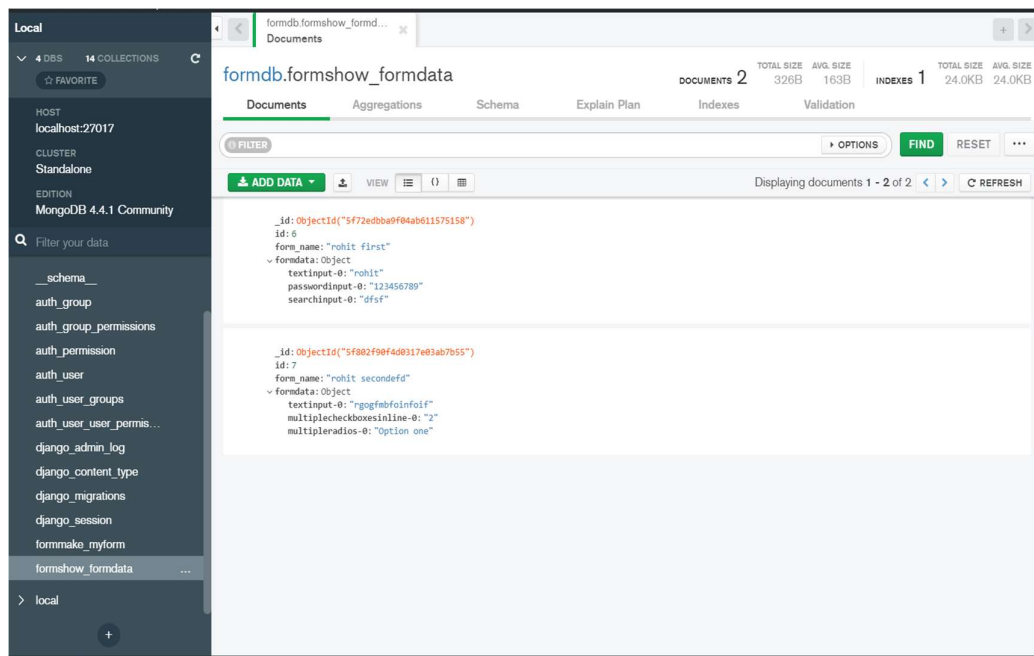 Local
4 DBS 14 COLLECTIONS
FAVORITE
HOST
localhost:27017
CLUSTER
Standalone
EDITION
MongoDB 4.4.1 Community
Filter your data
__schema__
auth_group
auth_group_permissions
auth_permission
auth_user
auth_user_groups
auth_user_user_permis...
django_admin_log
django_content_type
django_migrations
django_session
formmake_myform
formshow_formdata ...
local
+
formdb.formshow_formd...
Documents
formdb.formshow_formdata
DOCUMENTS 2 TOTAL SIZE 326B AVG. SIZE 163B INDEXES 1 TOTAL SIZE 24.0KB AVG. SIZE 24.0KB
Documents Aggregations Schema Explain Plan Indexes Validation
FILTER OPTIONS FIND RESET ...
ADD DATA VIEW {} Displaying documents 1 - 2 of 2 < > REFRESH
_id:ObjectId("5f72edbba9f04ab611575158")
id:6
form_name:"rohit first"
formdata:Object
textinput-0:"rohit"
passwordinput-0:"123456789"
searchinput-0:"dfsf"
_id:ObjectId("5f802f90f4d0317e03ab7b55")
id:7
form_name:"rohit secondefd"
formdata:Object
textinput-0:"rgogfmbfoinfoif"
multiplecheckboxesinline-0:"2"
multipleradios-0:"Option one"